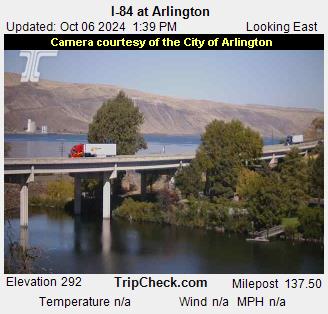 I-84 at Arlington
Updated: Oct 06 2024 1:39 PM Looking East
Camera courtesy of the City of Arlington
Elevation 292 TripCheck.com Milepost 137.50
Temperature n/a Wind n/a MPH n/a